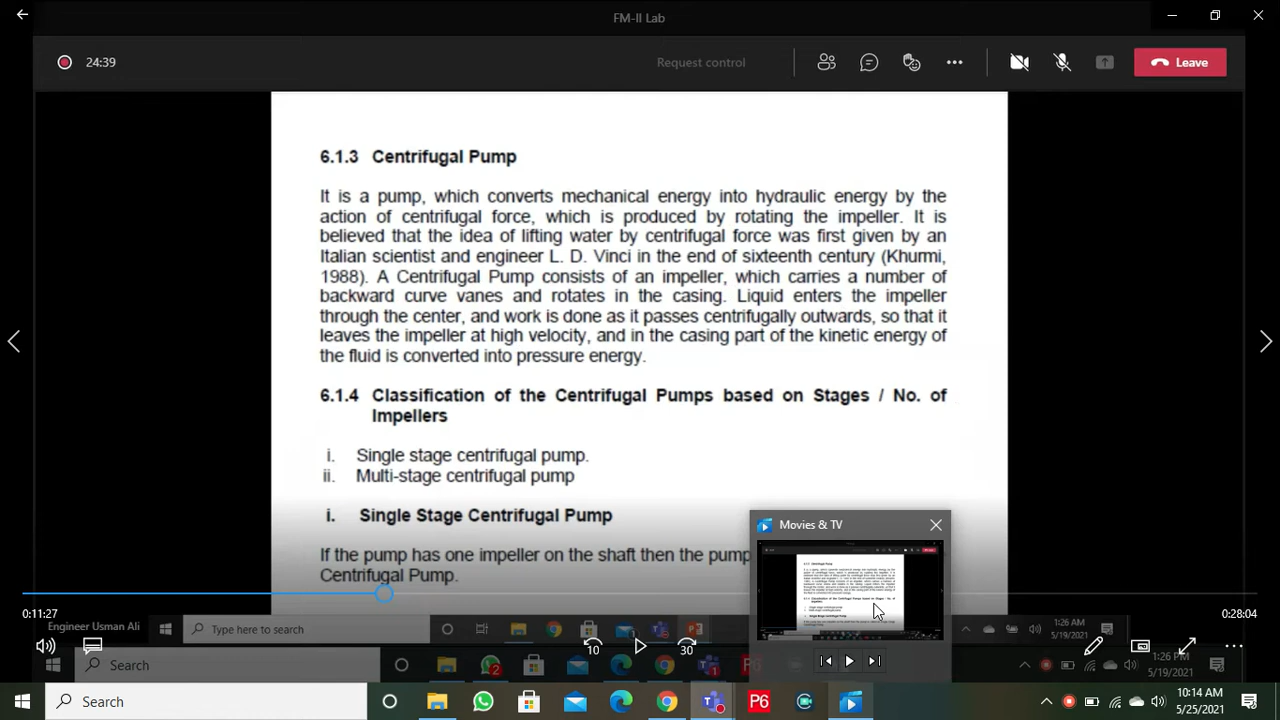 FM-II Lab
24:39
Request control
Leave
6.1.3 Centrifugal Pump
It is a pump, which converts mechanical energy into hydraulic energy by the
action of centrifugal force, which is produced by rotating the impeller. It is
believed that the idea of lifting water by centrifugal force was first given by an
Italian scientist and engineer L. D. Vinci in the end of sixteenth century (Khurmi,
1988). A Centrifugal Pump consists of an impeller, which carries a number of
backward curve vanes and rotates in the casing. Liquid enters the impeller
through the center, and work is done as it passes centrifugally outwards, so that it
leaves the impeller at high velocity, and in the casing part of the kinetic energy of
the fluid is converted into pressure energy.
6.1.4 Classification of the Centrifugal Pumps based on Stages / No. of
Impellers
i. Single stage centrifugal pump.
ii. Multi-stage centrifugal pump
i. Single Stage Centrifugal Pump
Movies & TV
If the pump has one impeller on the shaft then the pump
Centrifugal Pump.
0:11:27
0:28:04
Engineer Usman Ali
Type here to search
1:26 AM
5/19/2021
10
30
Search
2
1
1:26 PM
5/19/2021
Search
P6
10:14 AM
5/25/2021